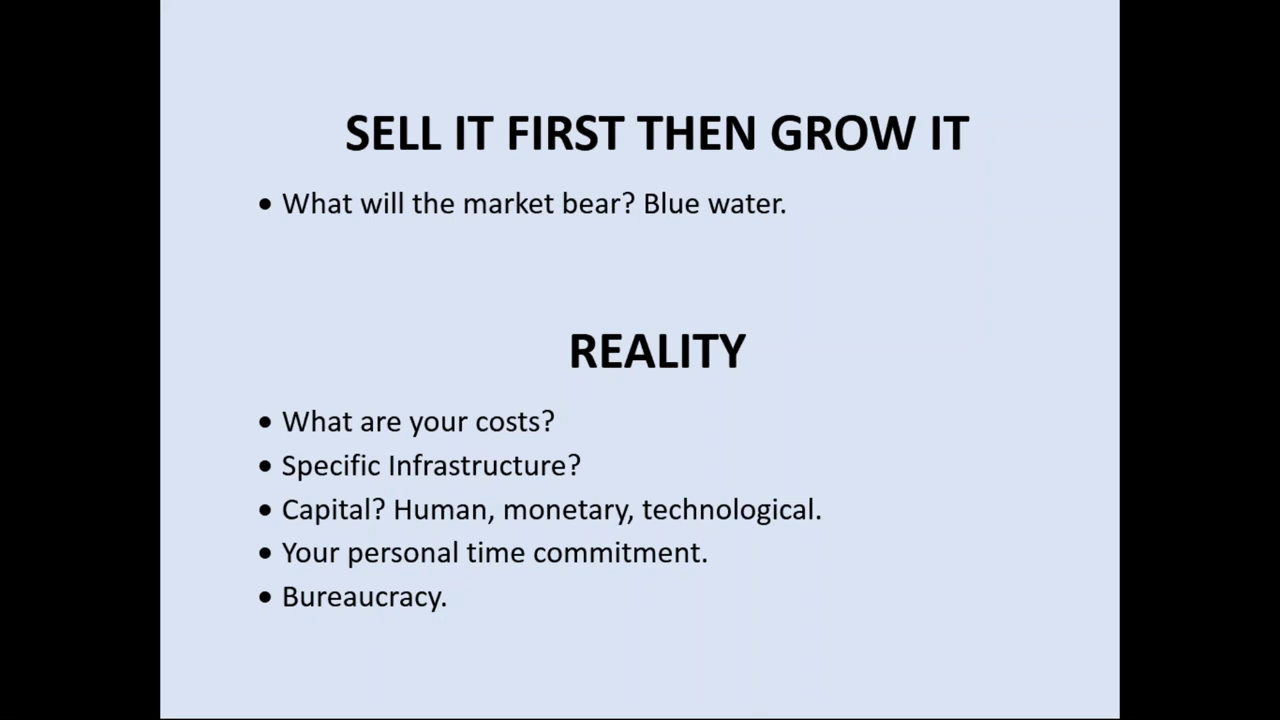 SELL IT FIRST THEN GROW IT
• What will the market bear? Blue water.
REALITY
• What are your costs?
• Specific Infrastructure?
• Capital? Human, monetary, technological.
• Your personal time commitment.
• Bureaucracy.